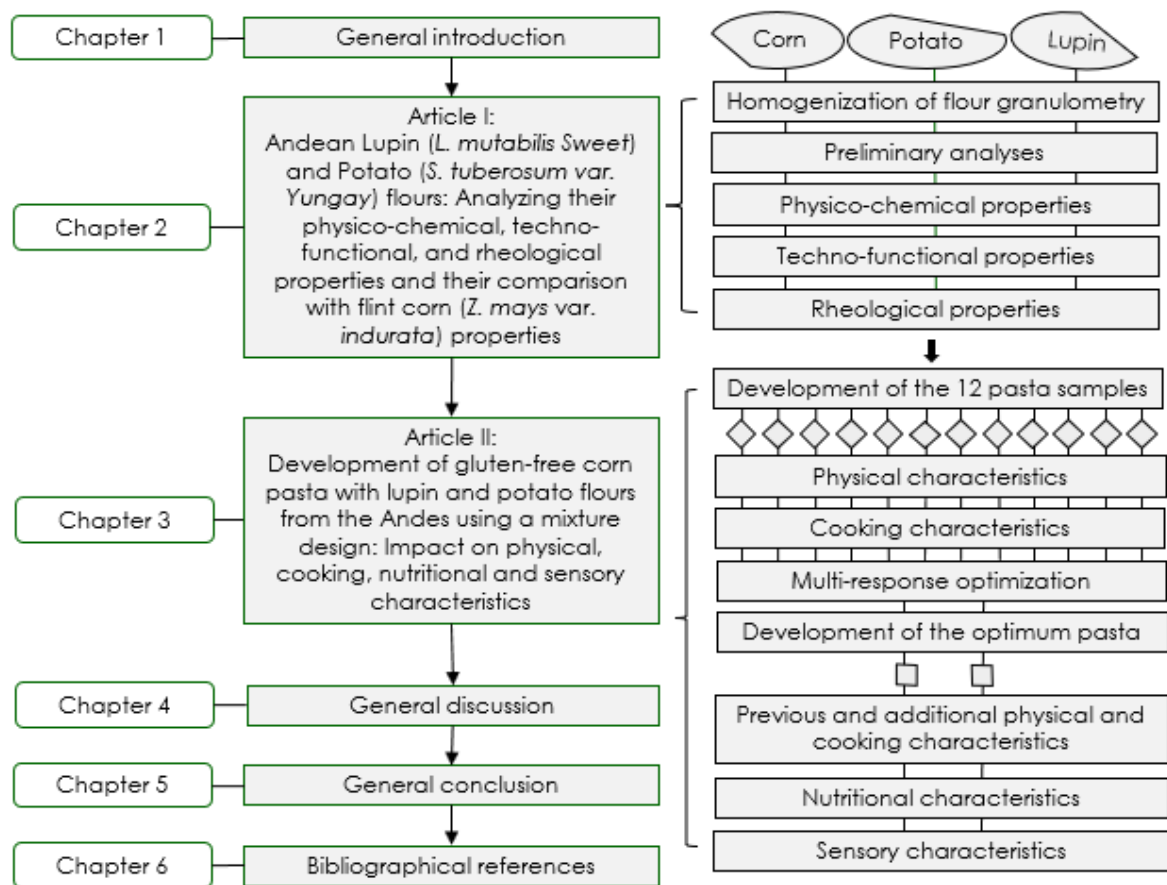 Chapter 1
General introduction
Chapter 2
Article I:
Andean Lupin (L. mutabilis Sweet)
and Potato (S. tuberosum var.
Yungay) flours: Analyzing their
physico-chemical, techno-
functional, and rheological
properties and their comparison
with flint corn (Z. mays var.
indurata) properties
Chapter 3
Article II:
Development of gluten-free corn
pasta with lupin and potato flours
from the Andes using a mixture
design: Impact on physical,
cooking, nutritional and sensory
characteristics
Chapter 4
General discussion
Chapter 5
General conclusion
Chapter 6
Bibliographical references
Corn
Potato
Lupin
Homogenization of flour granulometry
Preliminary analyses
Physico-chemical properties
Techno-functional properties
Rheological properties
Development of the 12 pasta samples
Physical characteristics
Cooking characteristics
Multi-response optimization
Development of the optimum pasta
Previous and additional physical and
cooking characteristics
Nutritional characteristics
Sensory characteristics